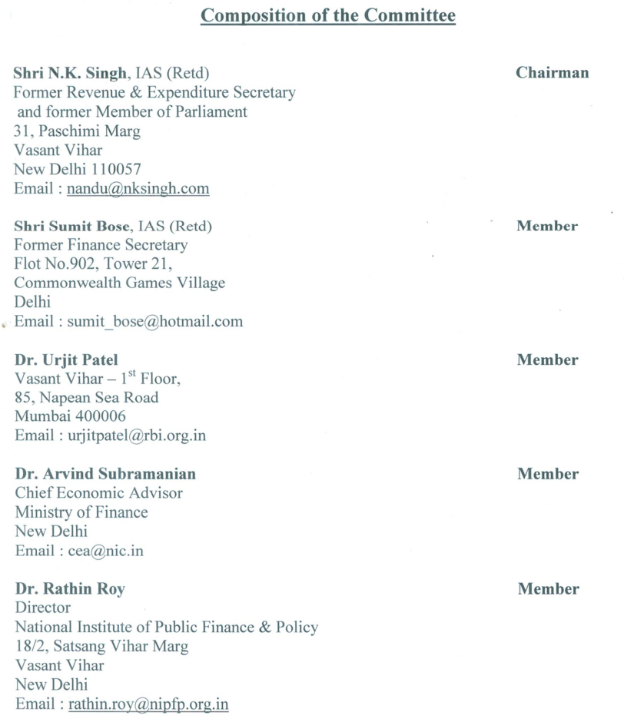 Composition of the Committee
Shri N.K. Singh, IAS (Retd) Chairman
Former Revenue & Expenditure Secretary
and former Member of Parliament
31, Paschimi Marg
Vasant Vihar
New Delhi 110057
Email : nandu@nksingh.com
Shri Sumit Bose, IAS (Retd) Member
Former Finance Secretary
Flot No.902, Tower 21,
Commonwealth Games Village
Delhi
Email : sumit_bose@hotmail.com
Dr. Urjit Patel Member
Vasant Vihar – 1st Floor,
85, Napean Sea Road
Mumbai 400006
Email : urjitpatel@rbi.org.in
Dr. Arvind Subramanian Member
Chief Economic Advisor
Ministry of Finance
New Delhi
Email : cea@nic.in
Dr. Rathin Roy Member
Director
National Institute of Public Finance & Policy
18/2, Satsang Vihar Marg
Vasant Vihar
New Delhi
Email : rathin.roy@nipfp.org.in